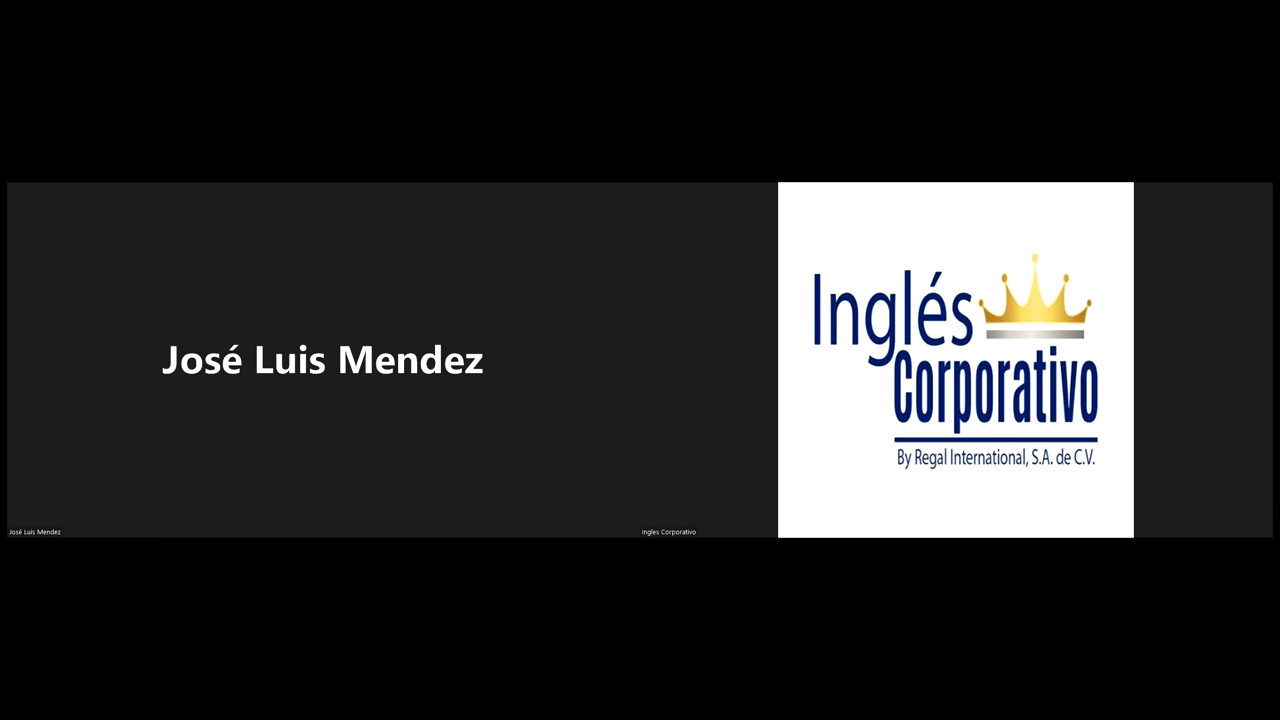 José Luis Mendez
Inglés
Corporativo
By Regal International, S.A. de C.V.
José Luis Mendez
Ingles Corporativo